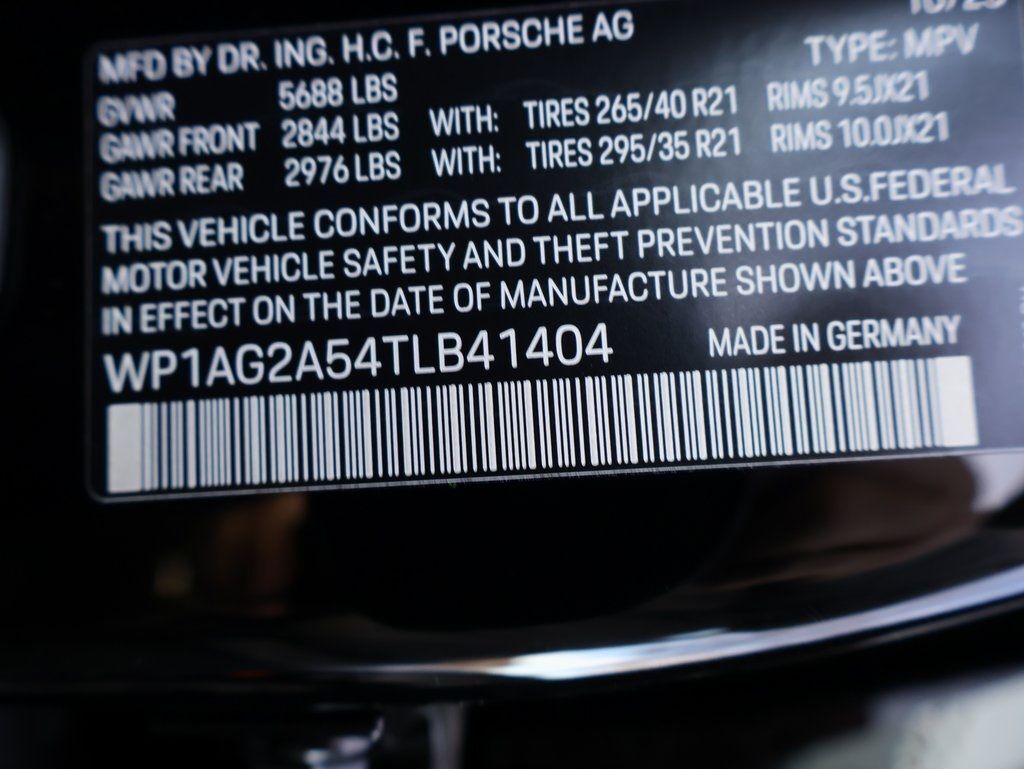 MFD BY DR. ING. H.C. F. PORSCHE AG
TYPE: MPV
GVWR 5688 LBS
GAWR FRONT 2844 LBS WITH: TIRES 265/40 R21 RIMS 9.5JX21
GAWR REAR 2976 LBS WITH: TIRES 295/35 R21 RIMS 10.0JX21
THIS VEHICLE CONFORMS TO ALL APPLICABLE U.S.FEDERAL
MOTOR VEHICLE SAFETY AND THEFT PREVENTION STANDARDS
IN EFFECT ON THE DATE OF MANUFACTURE SHOWN ABOVE
WP1AG2A54TLB41404 MADE IN GERMANY